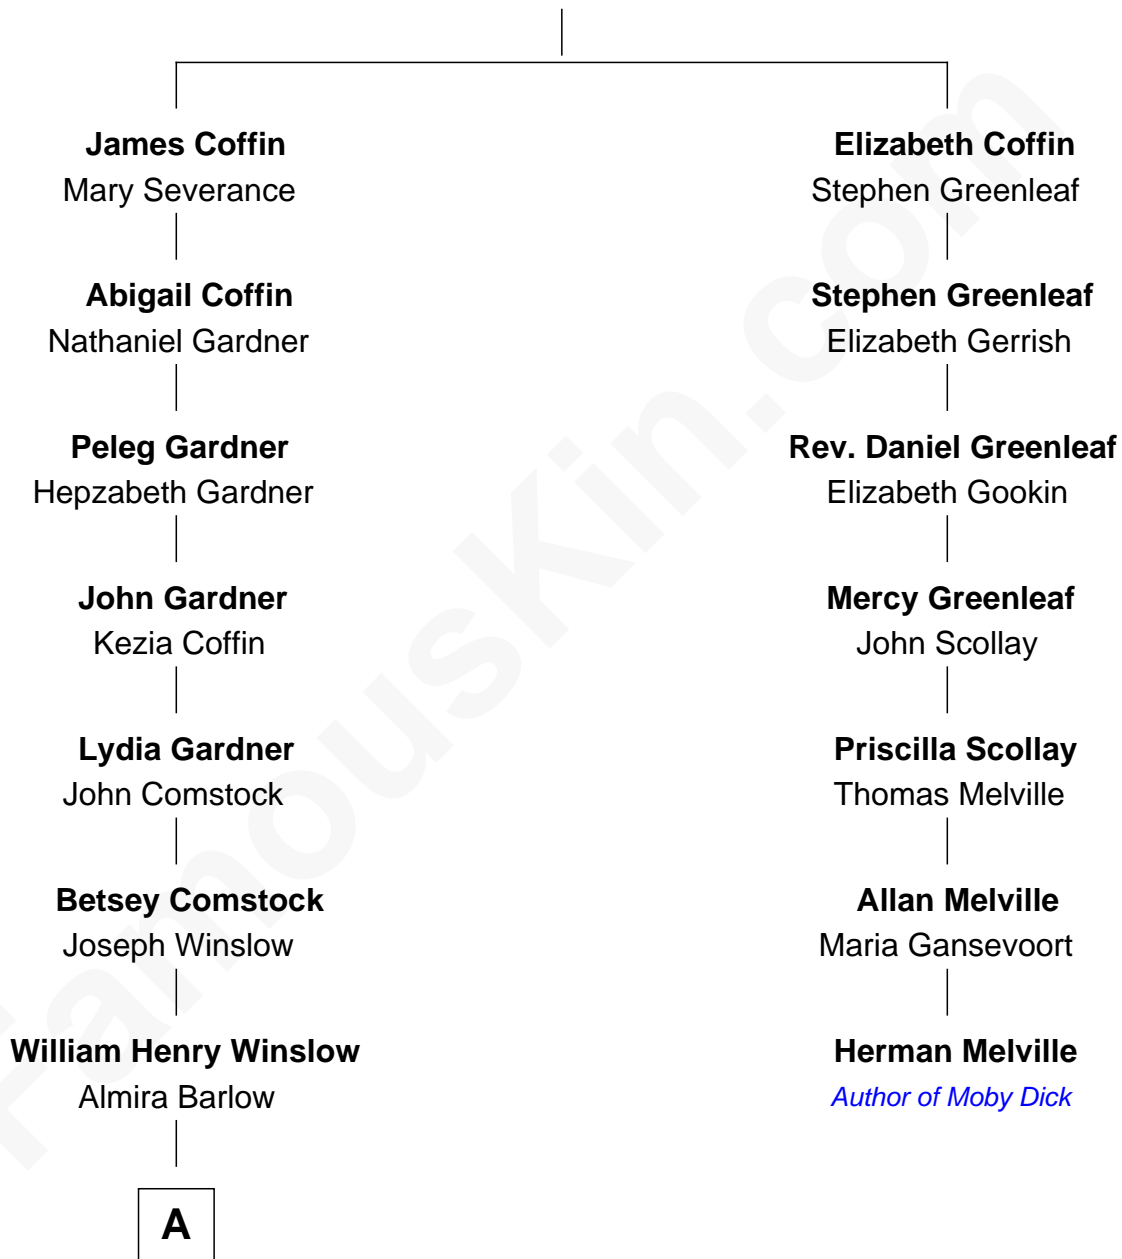 James Coffin
Mary Severance
Abigail Coffin
Nathaniel Gardner
Peleg Gardner
Hepzabeth Gardner
John Gardner
Kezia Coffin
Lydia Gardner
John Comstock
Betsey Comstock
Joseph Winslow
William Henry Winslow
Almira Barlow
A
Elizabeth Coffin
Stephen Greenleaf
Stephen Greenleaf
Elizabeth Gerrish
Rev. Daniel Greenleaf
Elizabeth Gookin
Mercy Greenleaf
John Scollay
Priscilla Scollay
Thomas Melville
Allan Melville
Maria Gansevoort
Herman Melville
Author of Moby Dick
FamousKin.com